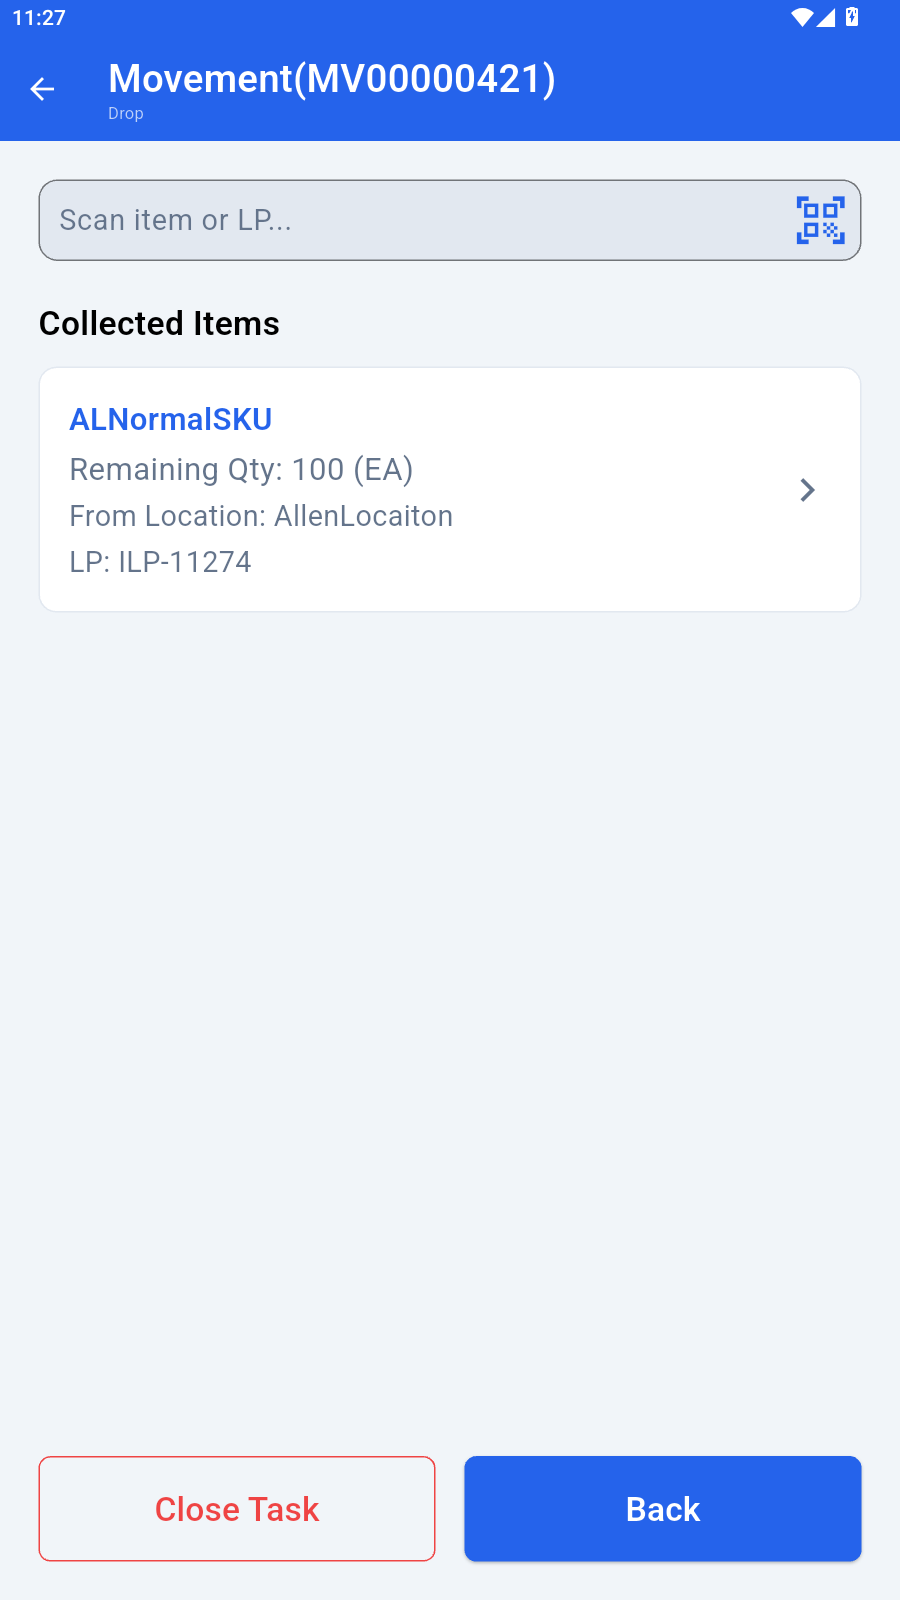 11:27
Movement(MV00000421)
Drop
Scan item or LP...
Collected Items
ALNormalSKU
Remaining Qty: 100 (EA)
From Location: AllenLocaiton
LP: ILP-11274
Close Task
Back